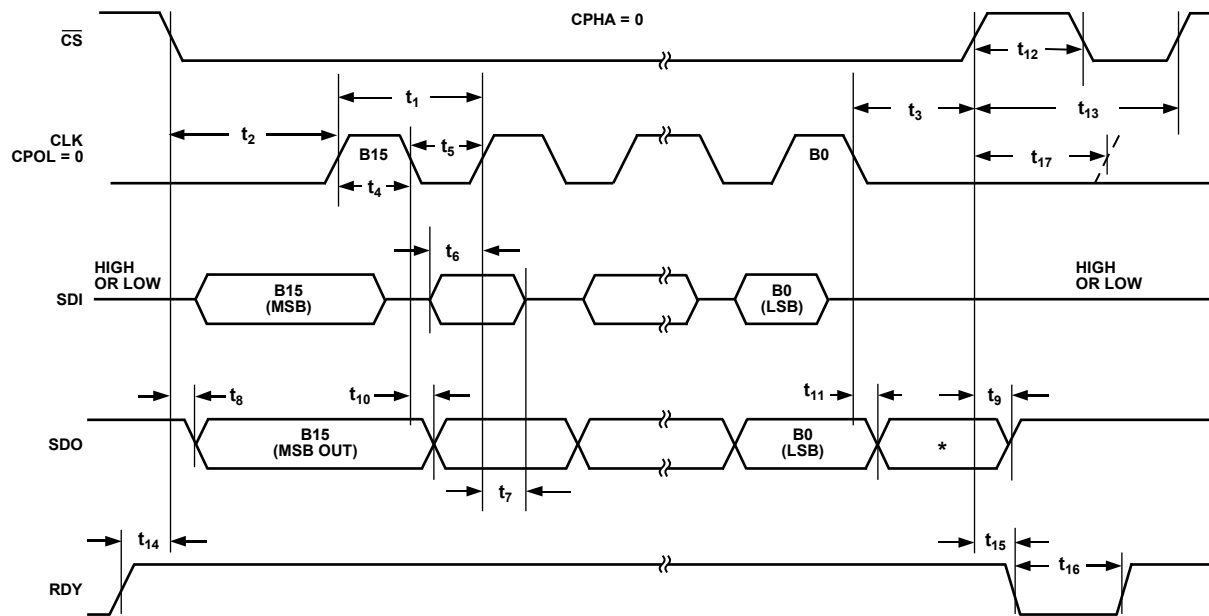 CPHA = 0
CS
t12
t1
t3
t13
t2
CLK
CPOL = 0
B15
t5
B0
t17
t4
t6
HIGH
OR LOW
SDI
B15
(MSB)
B0
(LSB)
HIGH
OR LOW
t8
t10
t11
t9
SDO
B15
(MSB OUT)
B0
(LSB)
*
t7
t14
t15
t16
RDY